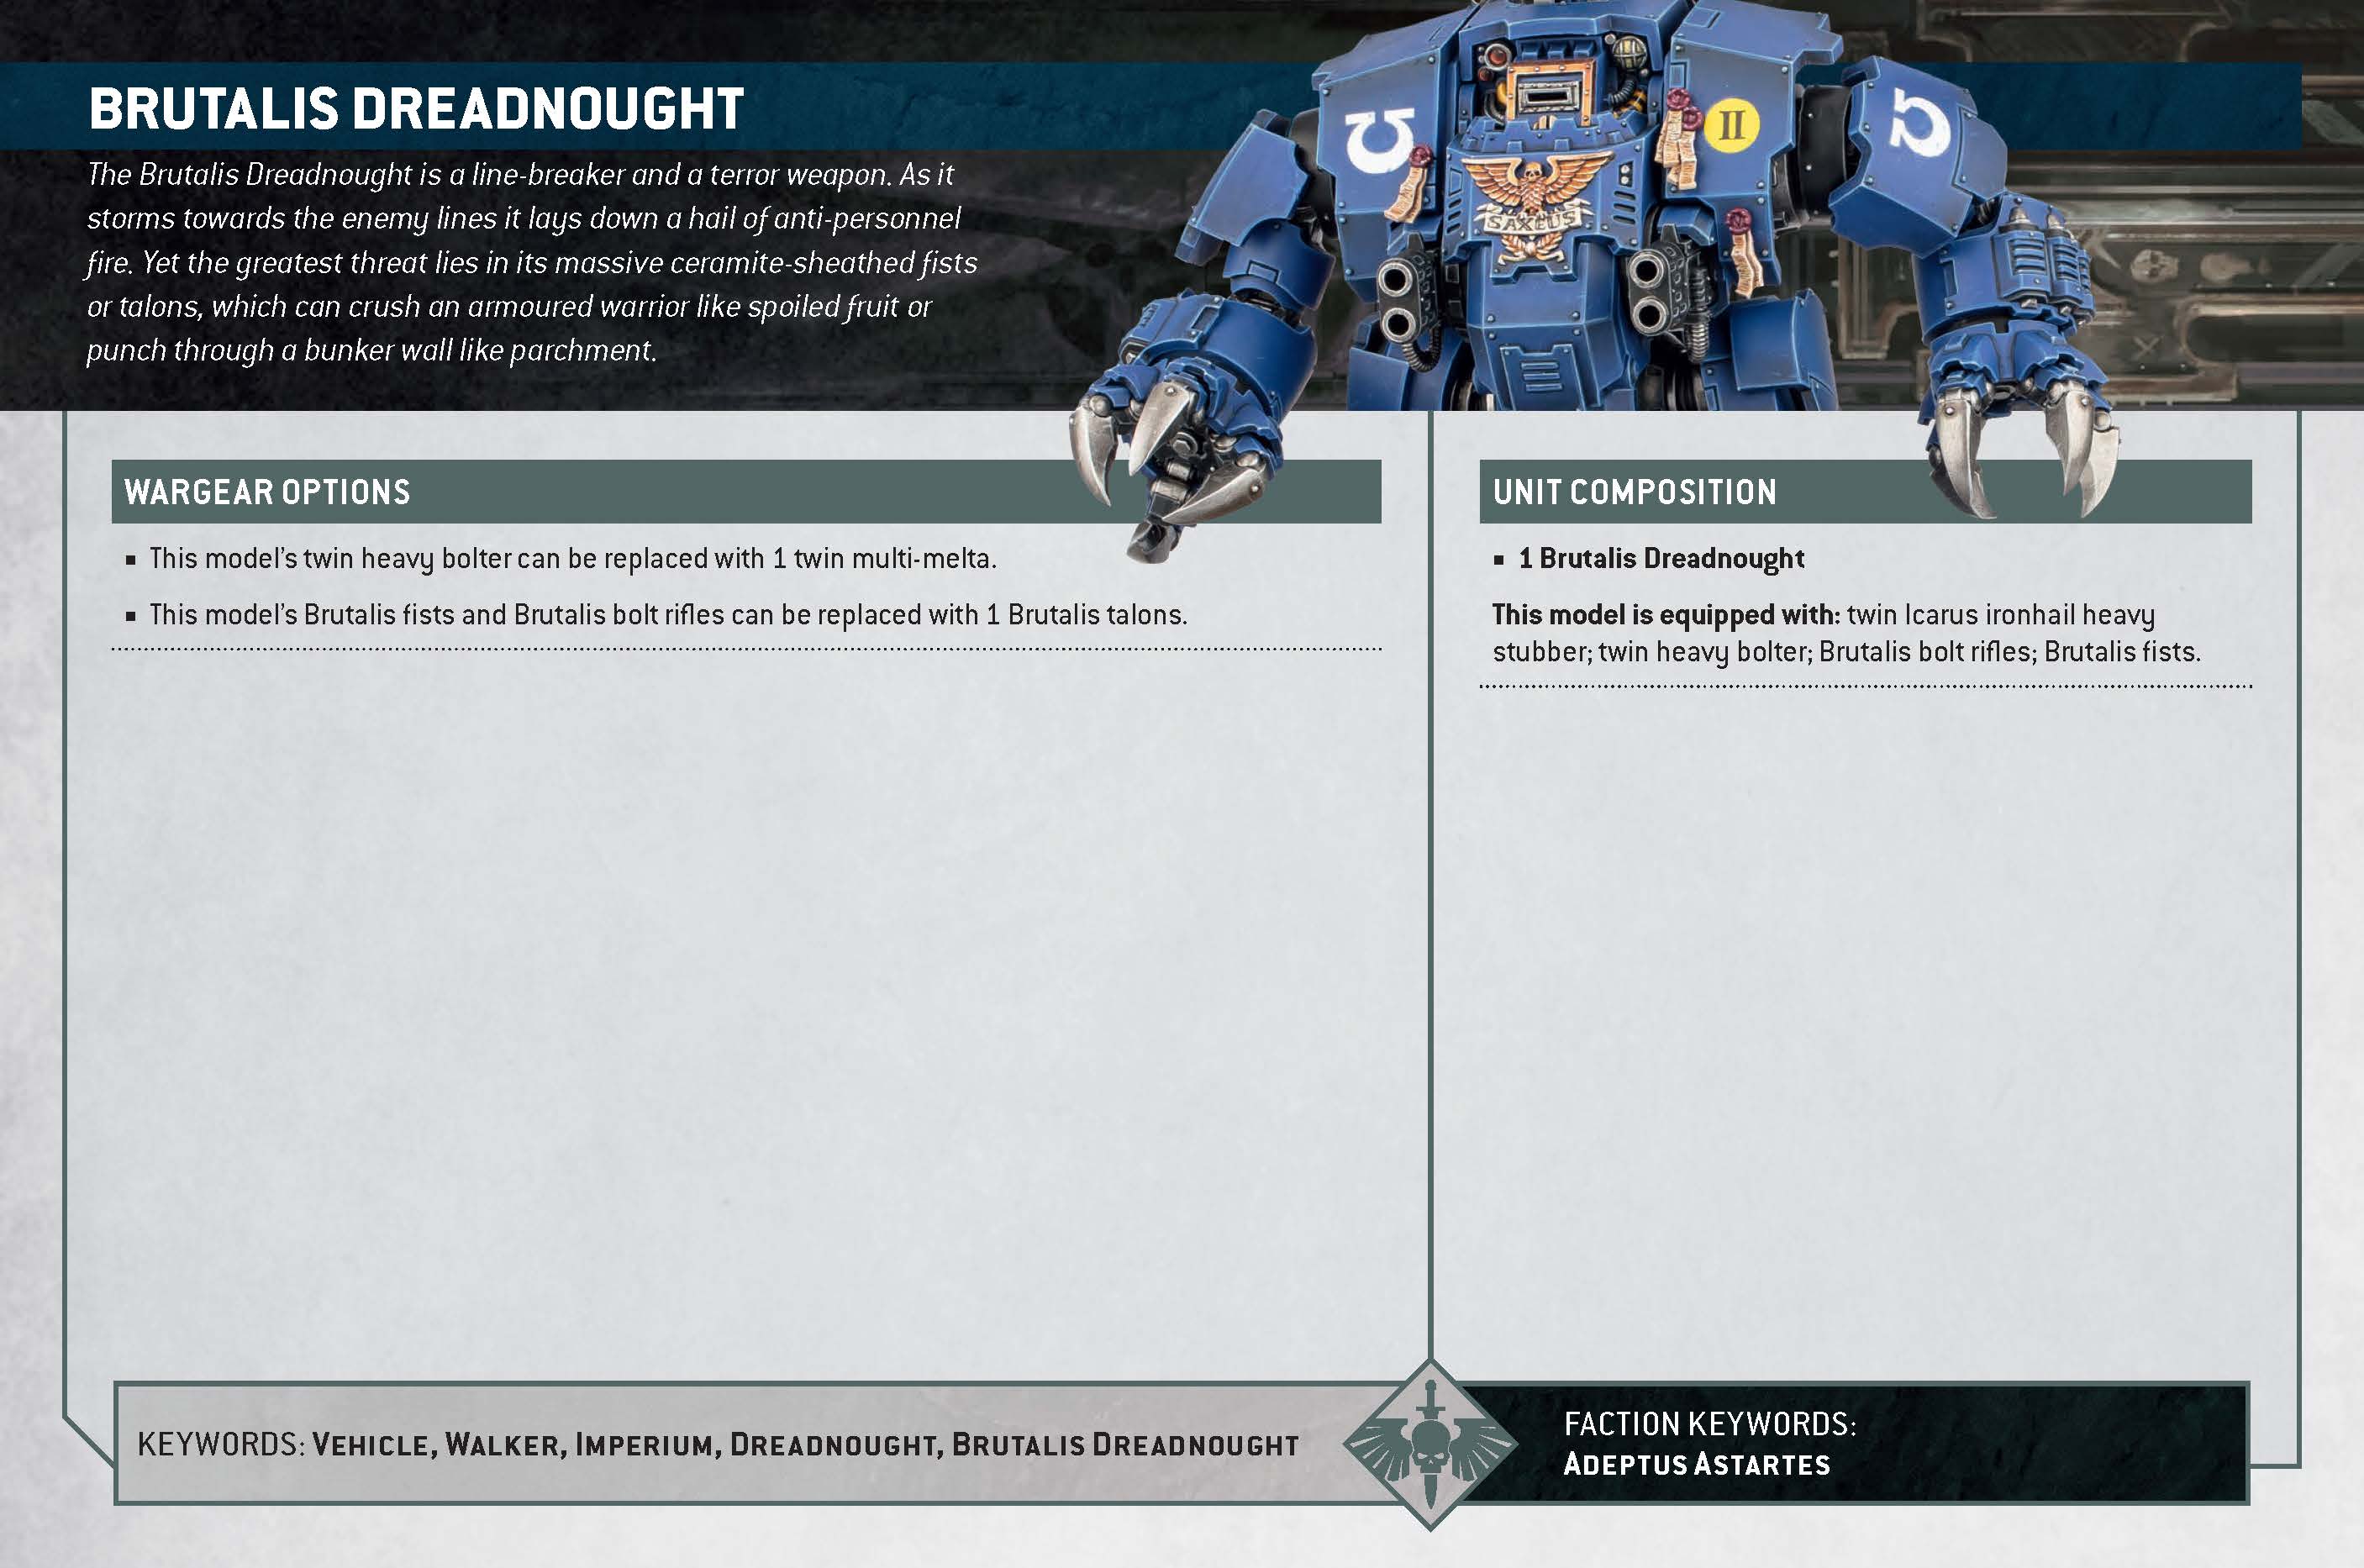 BRUTALIS DREADNOUGHT
The Brutalis Dreadnought is a line-breaker and a terror weapon. As it
storms towards the enemy lines it lays down a hail of anti-personnel
fire. Yet the greatest threat lies in its massive ceramite-sheathed fists
or talons, which can crush an armoured warrior like spoiled fruit or
punch through a bunker wall like parchment.
II
SAXEUS
WARGEAR OPTIONS
▪ This model's twin heavy bolter can be replaced with 1 twin multi-melta.
▪ This model's Brutalis fists and Brutalis bolt rifles can be replaced with 1 Brutalis talons.
UNIT COMPOSITION
▪ 1 Brutalis Dreadnought
This model is equipped with: twin Icarus ironhail heavy
stubber; twin heavy bolter; Brutalis bolt rifles; Brutalis fists.
KEYWORDS: VEHICLE, WALKER, IMPERIUM, DREADNOUGHT, BRUTALIS DREADNOUGHT
FACTION KEYWORDS:
ADEPTUS ASTARTES